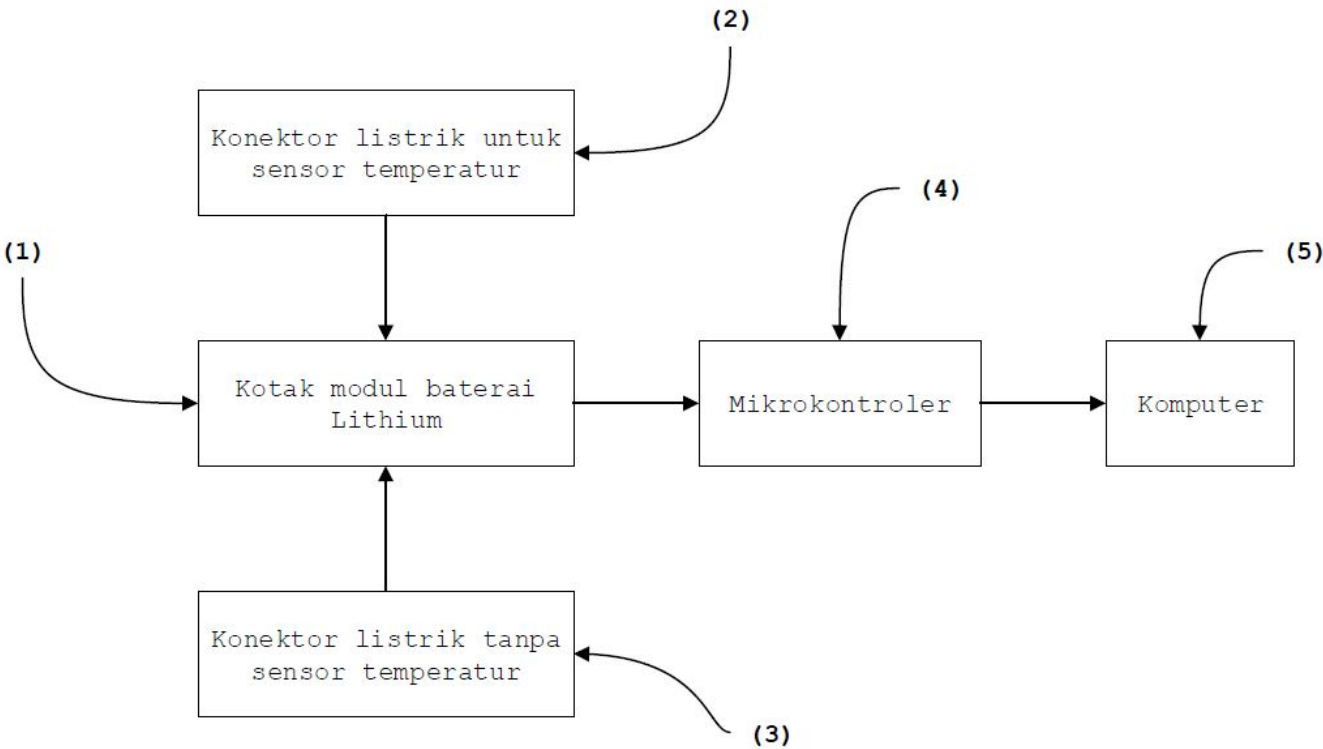 (2)
Konektor listrik untuk
sensor temperatur
(4)
(1)
(5)
Kotak modul baterai
Lithium
Mikrokontroler
Komputer
Konektor listrik tanpa
sensor temperatur
(3)